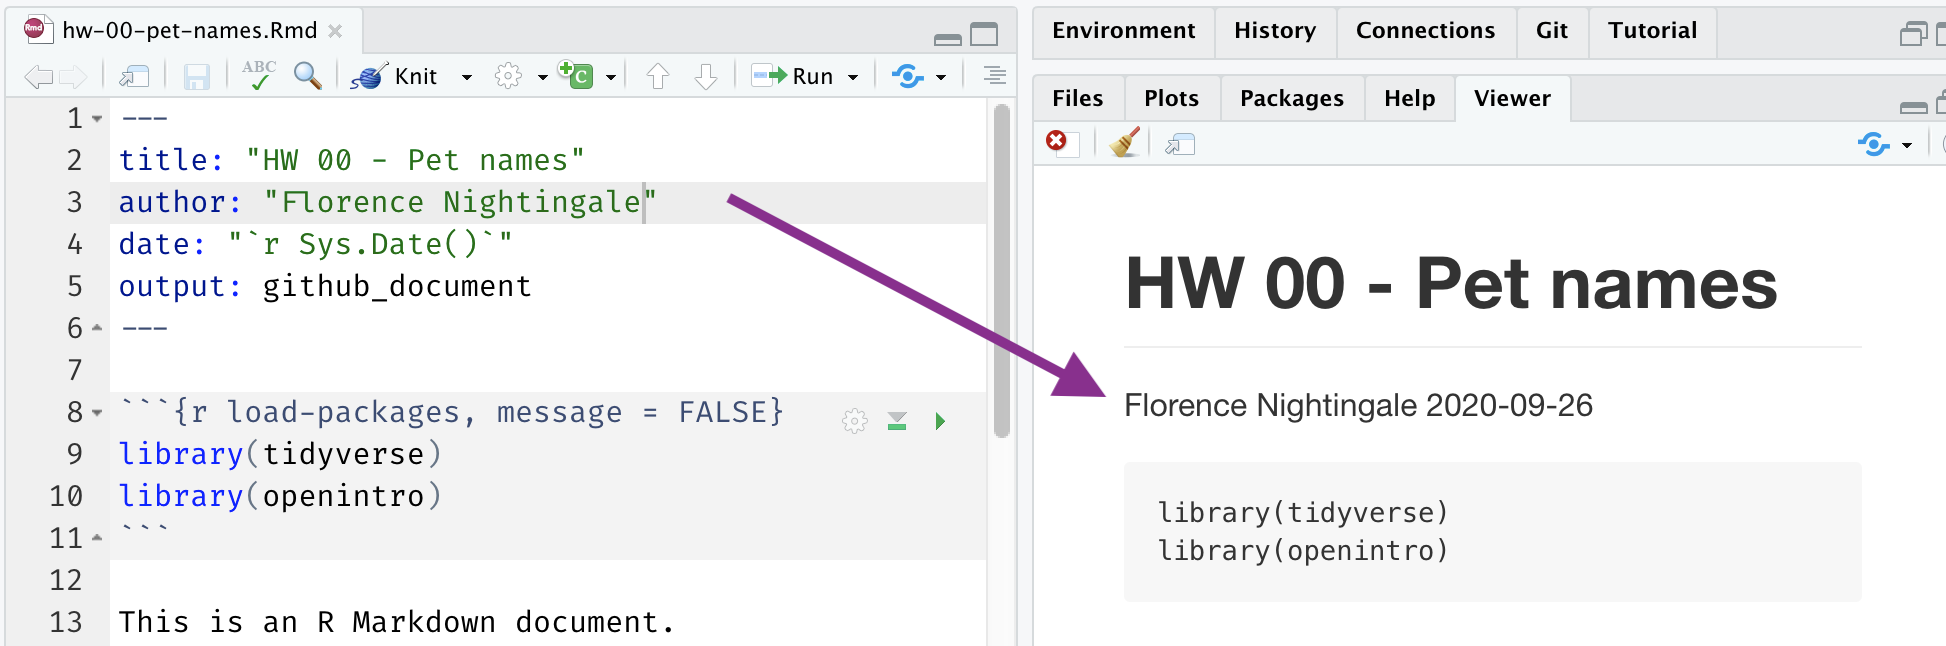 hw-00-pet-names.Rmd
ABC Knit Run
1 ---
2 title: "HW 00 - Pet names"
3 author: "Florence Nightingale"
4 date: "`r Sys.Date()`"
5 output: github_document
6 ---
7
8 ```{r load-packages, message = FALSE}
9 library(tidyverse)
10 library(openintro)
11 ```
12
13 This is an R Markdown document.
Environment History Connections Git Tutorial
Files Plots Packages Help Viewer
HW 00 - Pet names
Florence Nightingale 2020-09-26
library(tidyverse)
library(openintro)